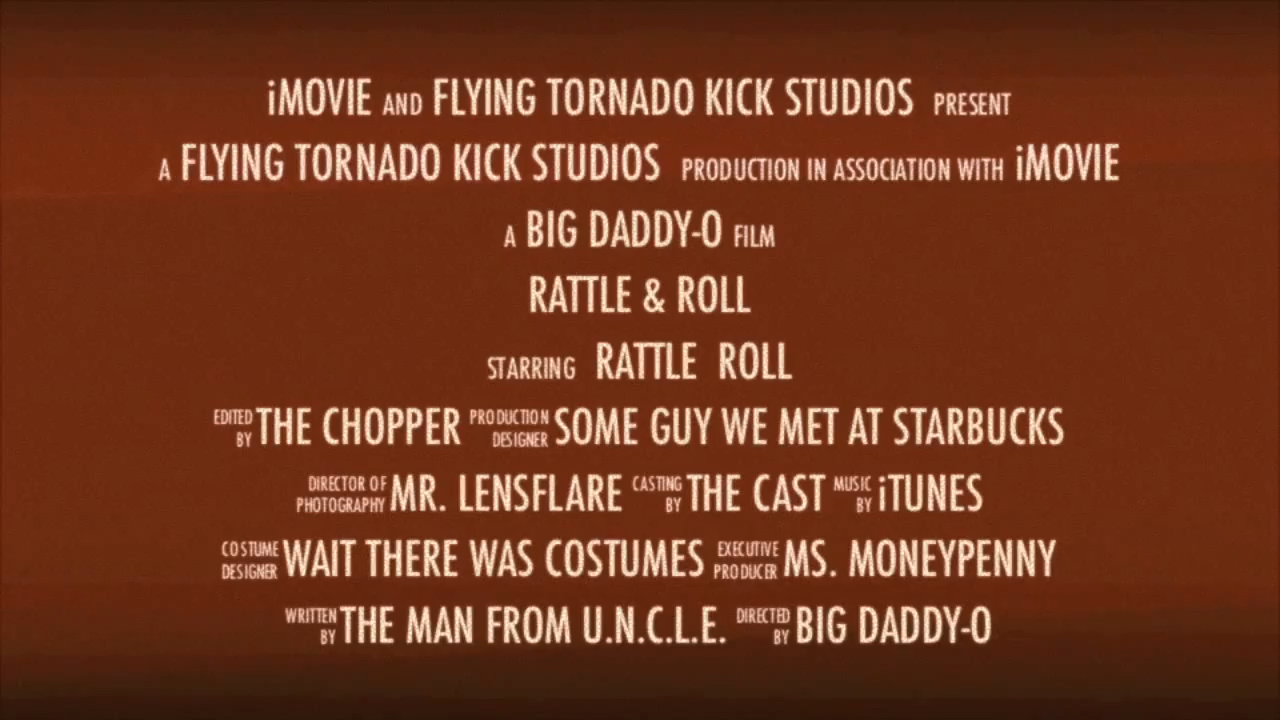 iMOVIE AND FLYING TORNADO KICK STUDIOS PRESENT
A FLYING TORNADO KICK STUDIOS PRODUCTION IN ASSOCIATION WITH iMOVIE
A BIG DADDY-O FILM
RATTLE & ROLL
STARRING RATTLE ROLL
EDITED BY THE CHOPPER PRODUCTION DESIGNER SOME GUY WE MET AT STARBUCKS
DIRECTOR OF PHOTOGRAPHY MR. LENSFLARE CASTING BY THE CAST MUSIC BY iTUNES
COSTUME DESIGNER WAIT THERE WAS COSTUMES EXECUTIVE PRODUCER MS. MONEYPENNY
WRITTEN BY THE MAN FROM U.N.C.L.E. DIRECTED BY BIG DADDY-O